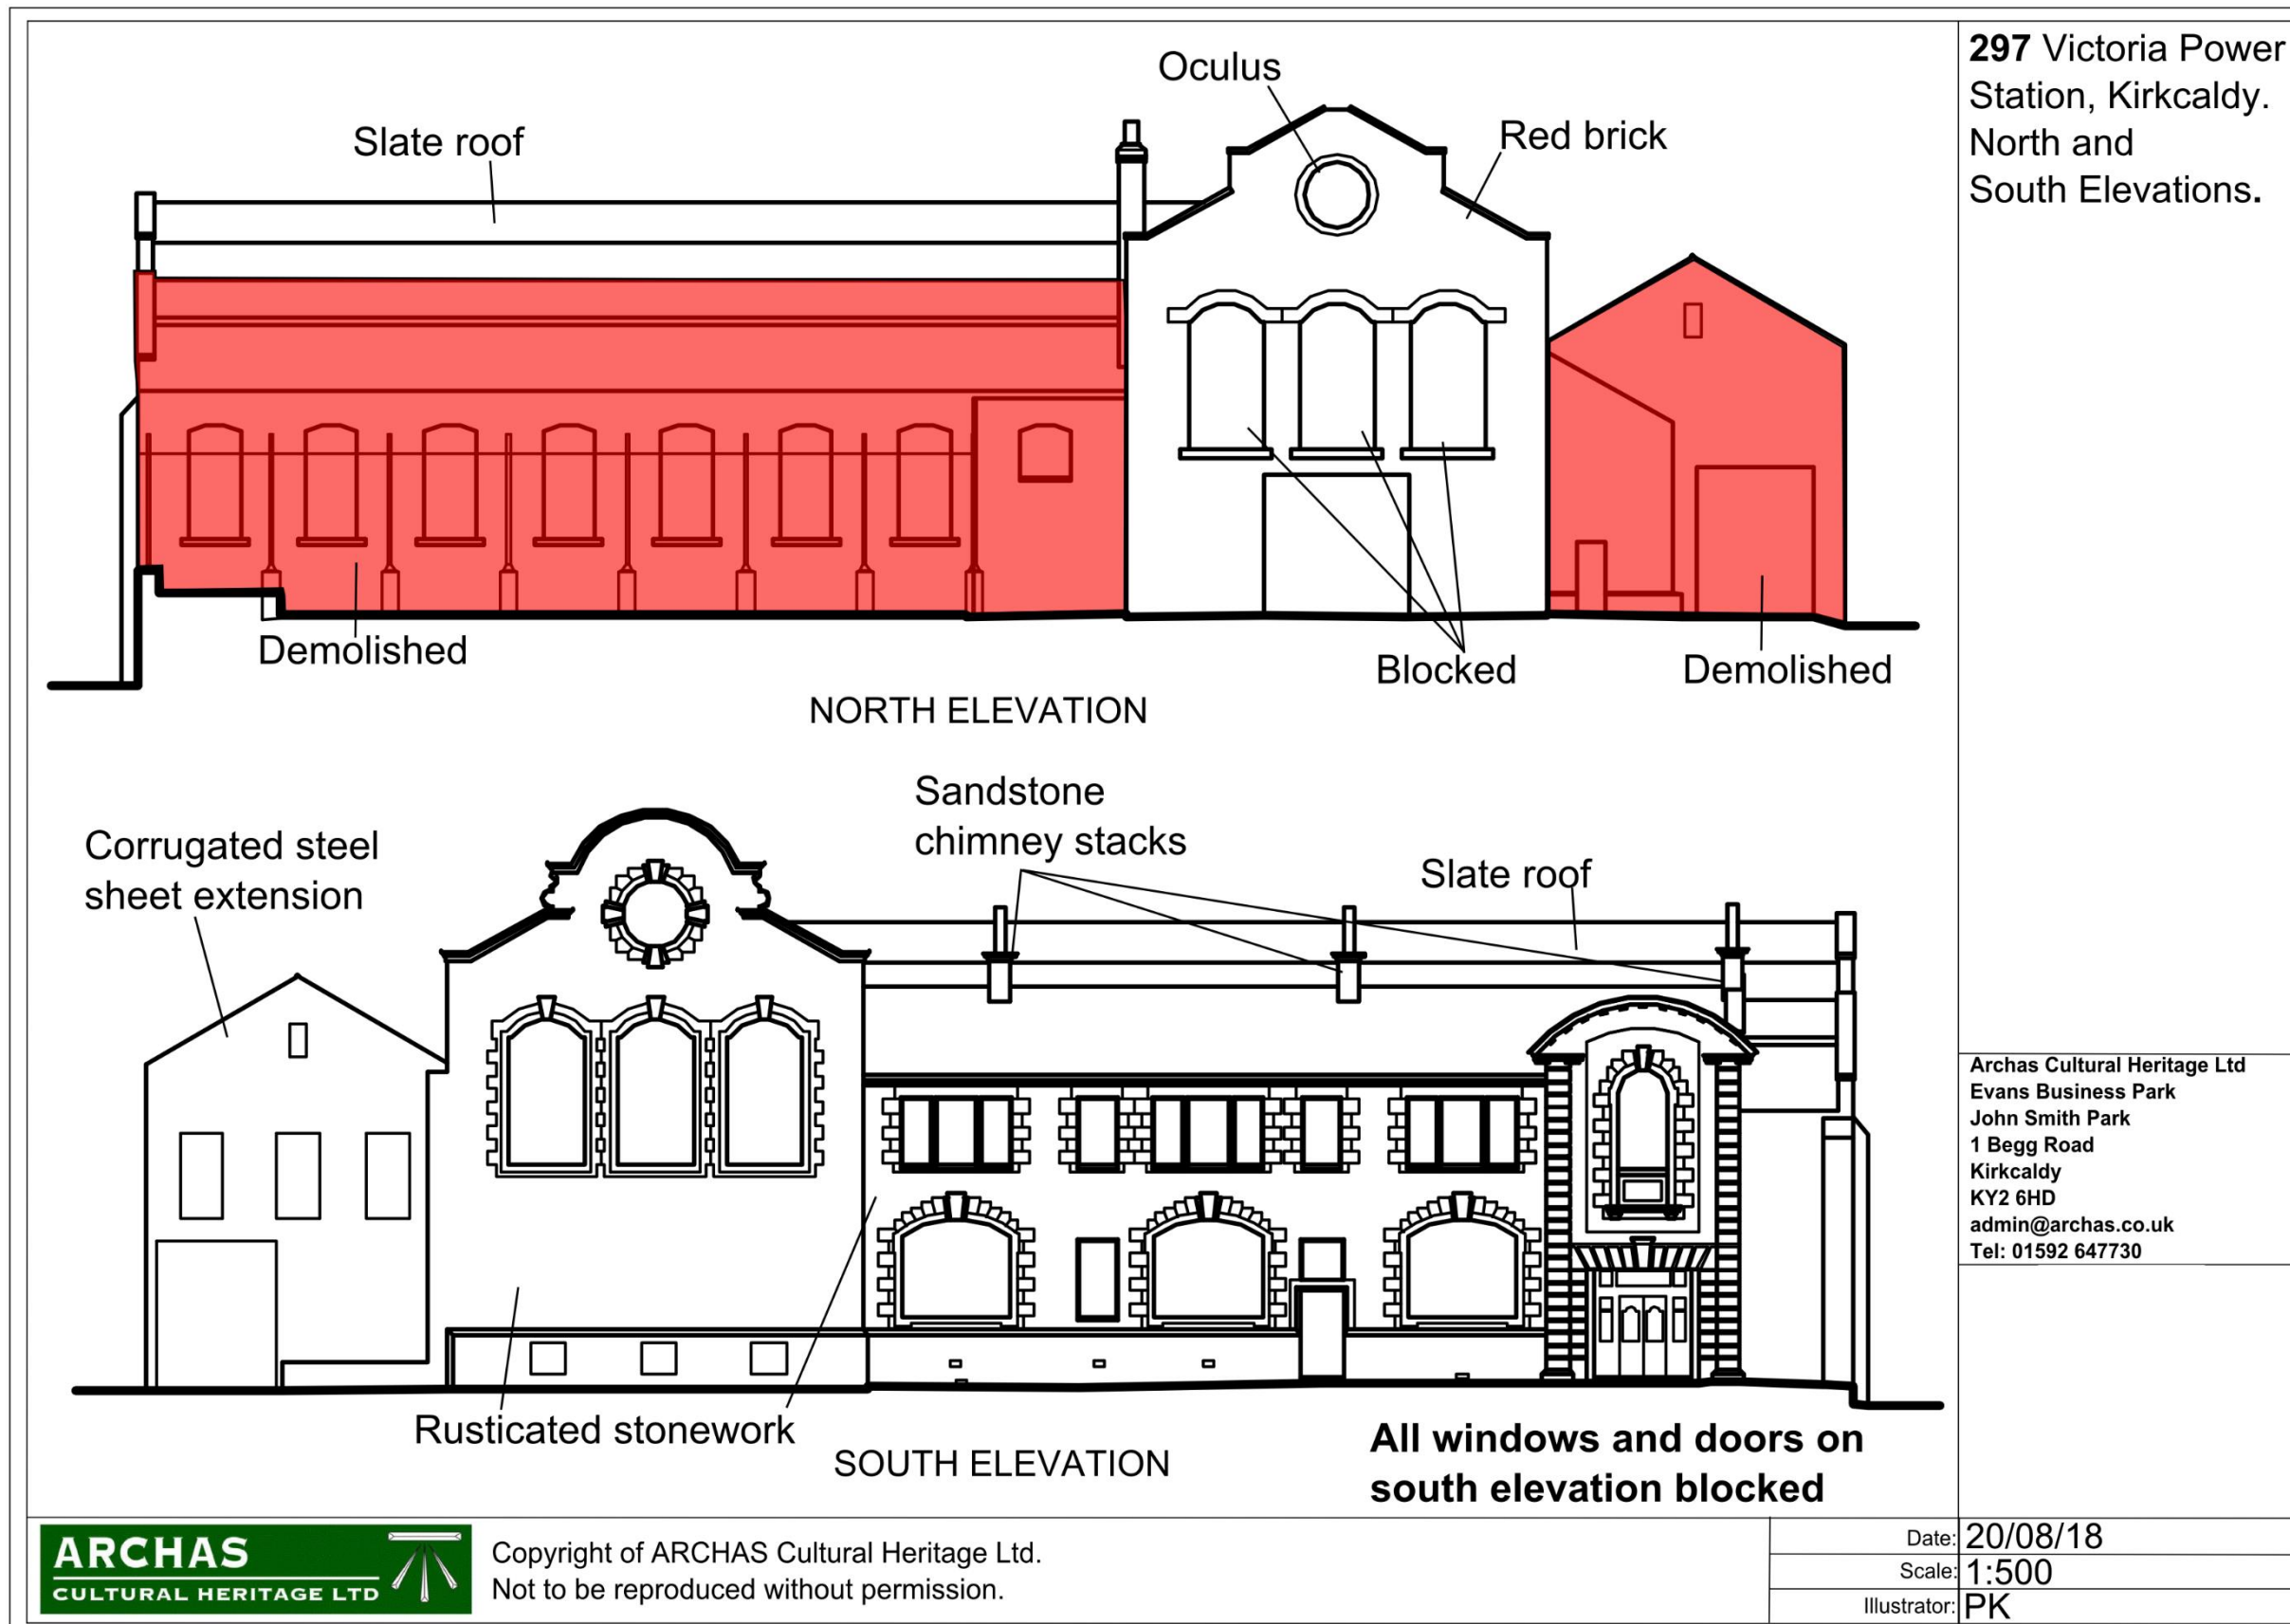 Oculus
Slate roof
Red brick
Demolished
Blocked
Demolished
NORTH ELEVATION
Sandstone
chimney stacks
Corrugated steel
sheet extension
Slate roof
Rusticated stonework
SOUTH ELEVATION
All windows and doors on
south elevation blocked
297 Victoria Power
Station, Kirkcaldy.
North and
South Elevations.
Archas Cultural Heritage Ltd
Evans Business Park
John Smith Park
1 Begg Road
Kirkcaldy
KY2 6HD
admin@archas.co.uk
Tel: 01592 647730
ARCHAS
CULTURAL HERITAGE LTD
Copyright of ARCHAS Cultural Heritage Ltd.
Not to be reproduced without permission.
Date: 20/08/18
Scale: 1:500
Illustrator: PK